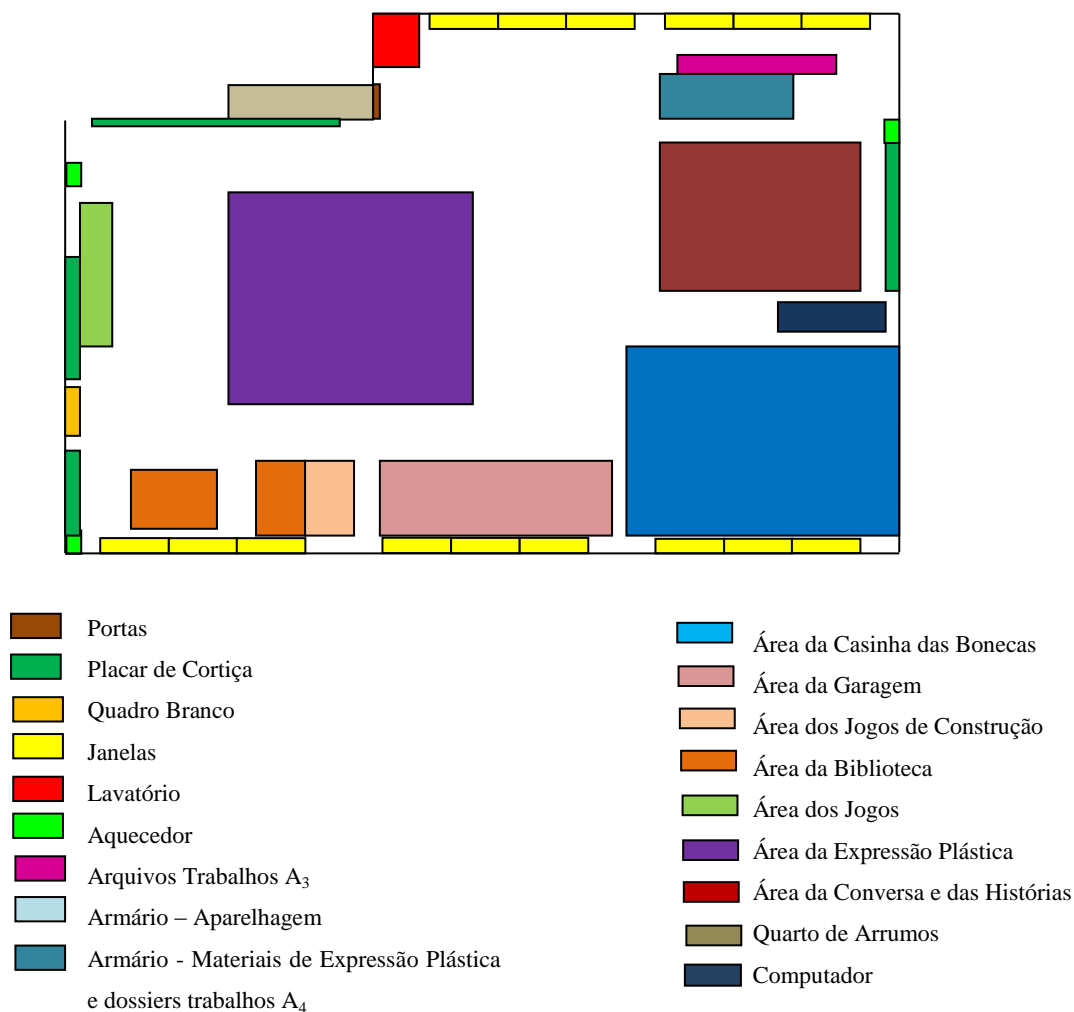 Portas
Placar de Cortiça
Quadro Branco
Janelas
Lavatório
Aquecedor
Arquivos Trabalhos A₃
Armário – Aparelhagem
Armário - Materiais de Expressão Plástica
e dossiers trabalhos A₄
Área da Casinha das Bonecas
Área da Garagem
Área dos Jogos de Construção
Área da Biblioteca
Área dos Jogos
Área da Expressão Plástica
Área da Conversa e das Histórias
Quarto de Arrumos
Computador